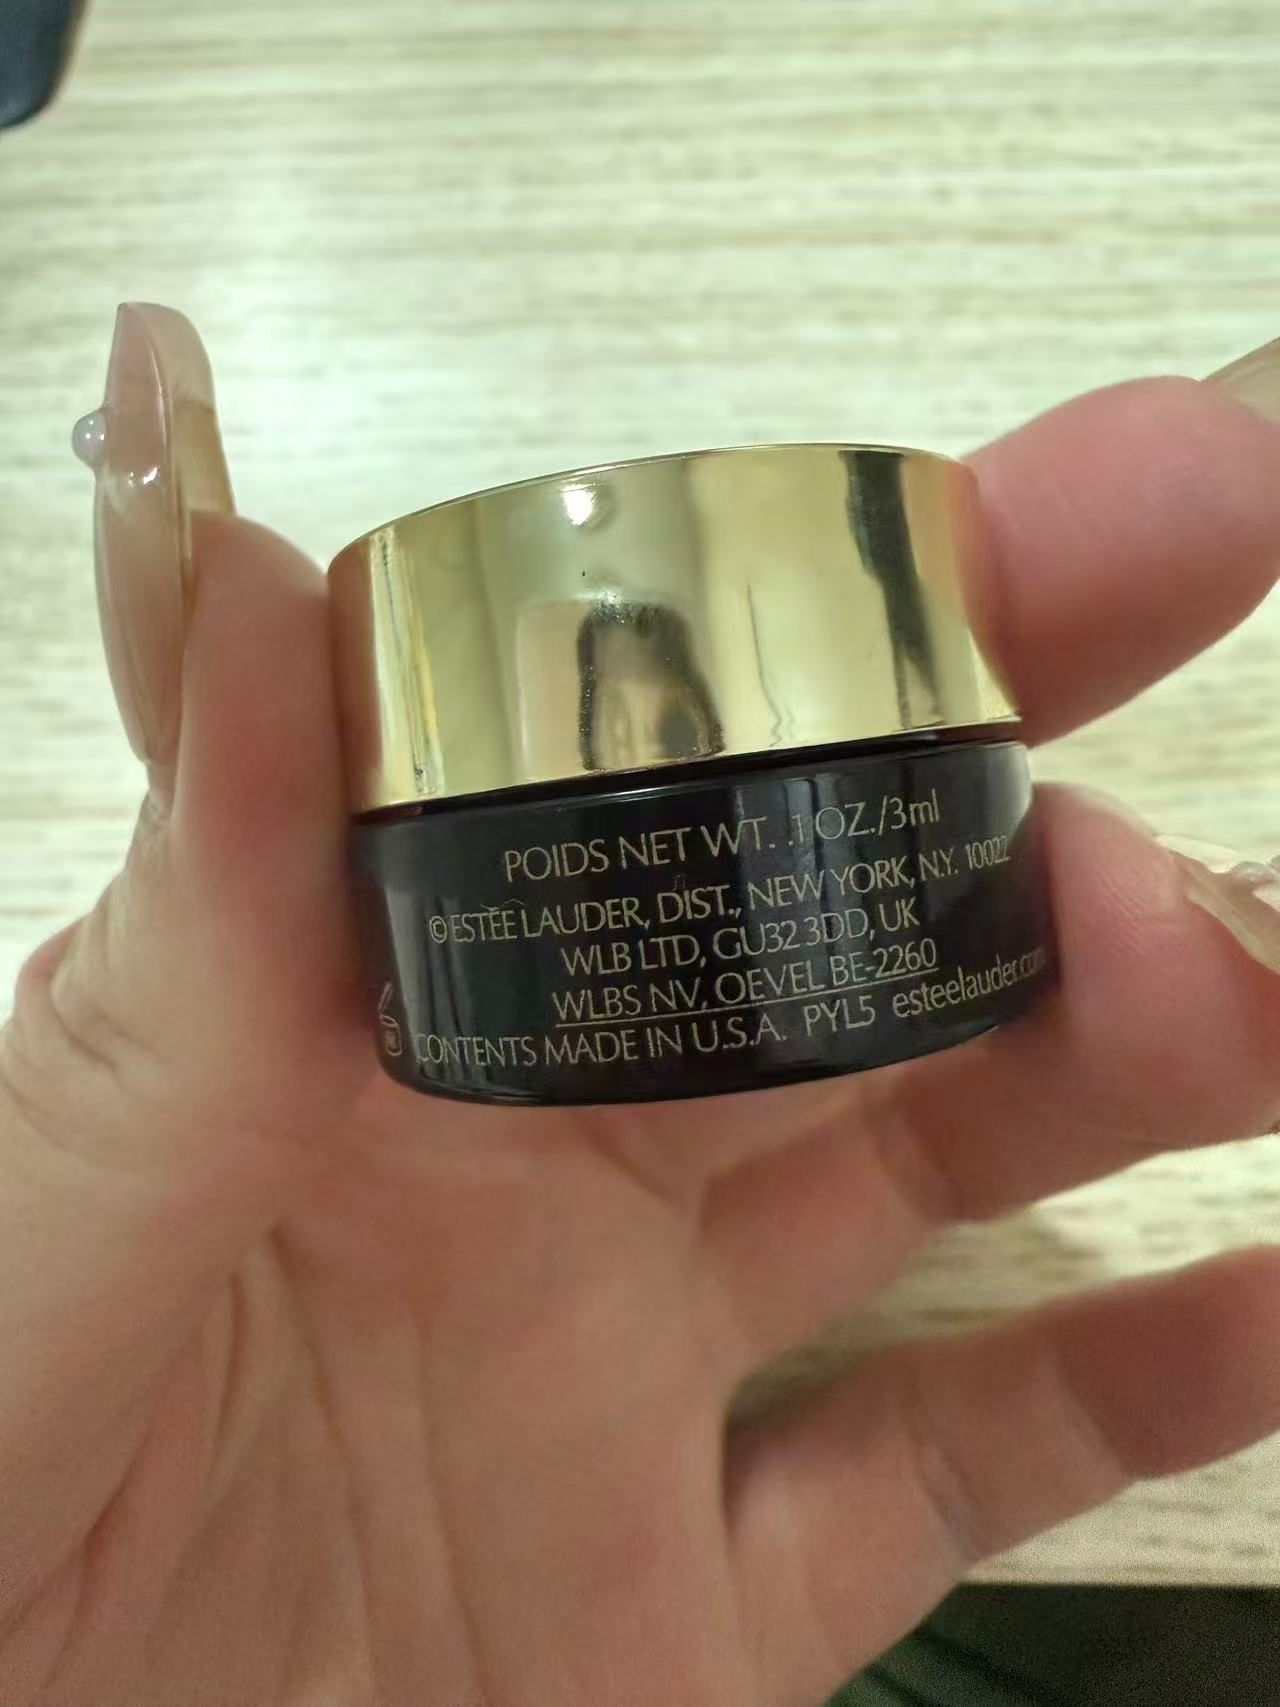 POIDS NET WT. .1 OZ./3ml
©ESTĒE LAUDER, DIST., NEW YORK, N.Y. 10022
WLB LTD, GU32 3DD, UK
WLBS NV, OEVEL BE-2260
CONTENTS MADE IN U.S.A. PYL5 esteelauder.com